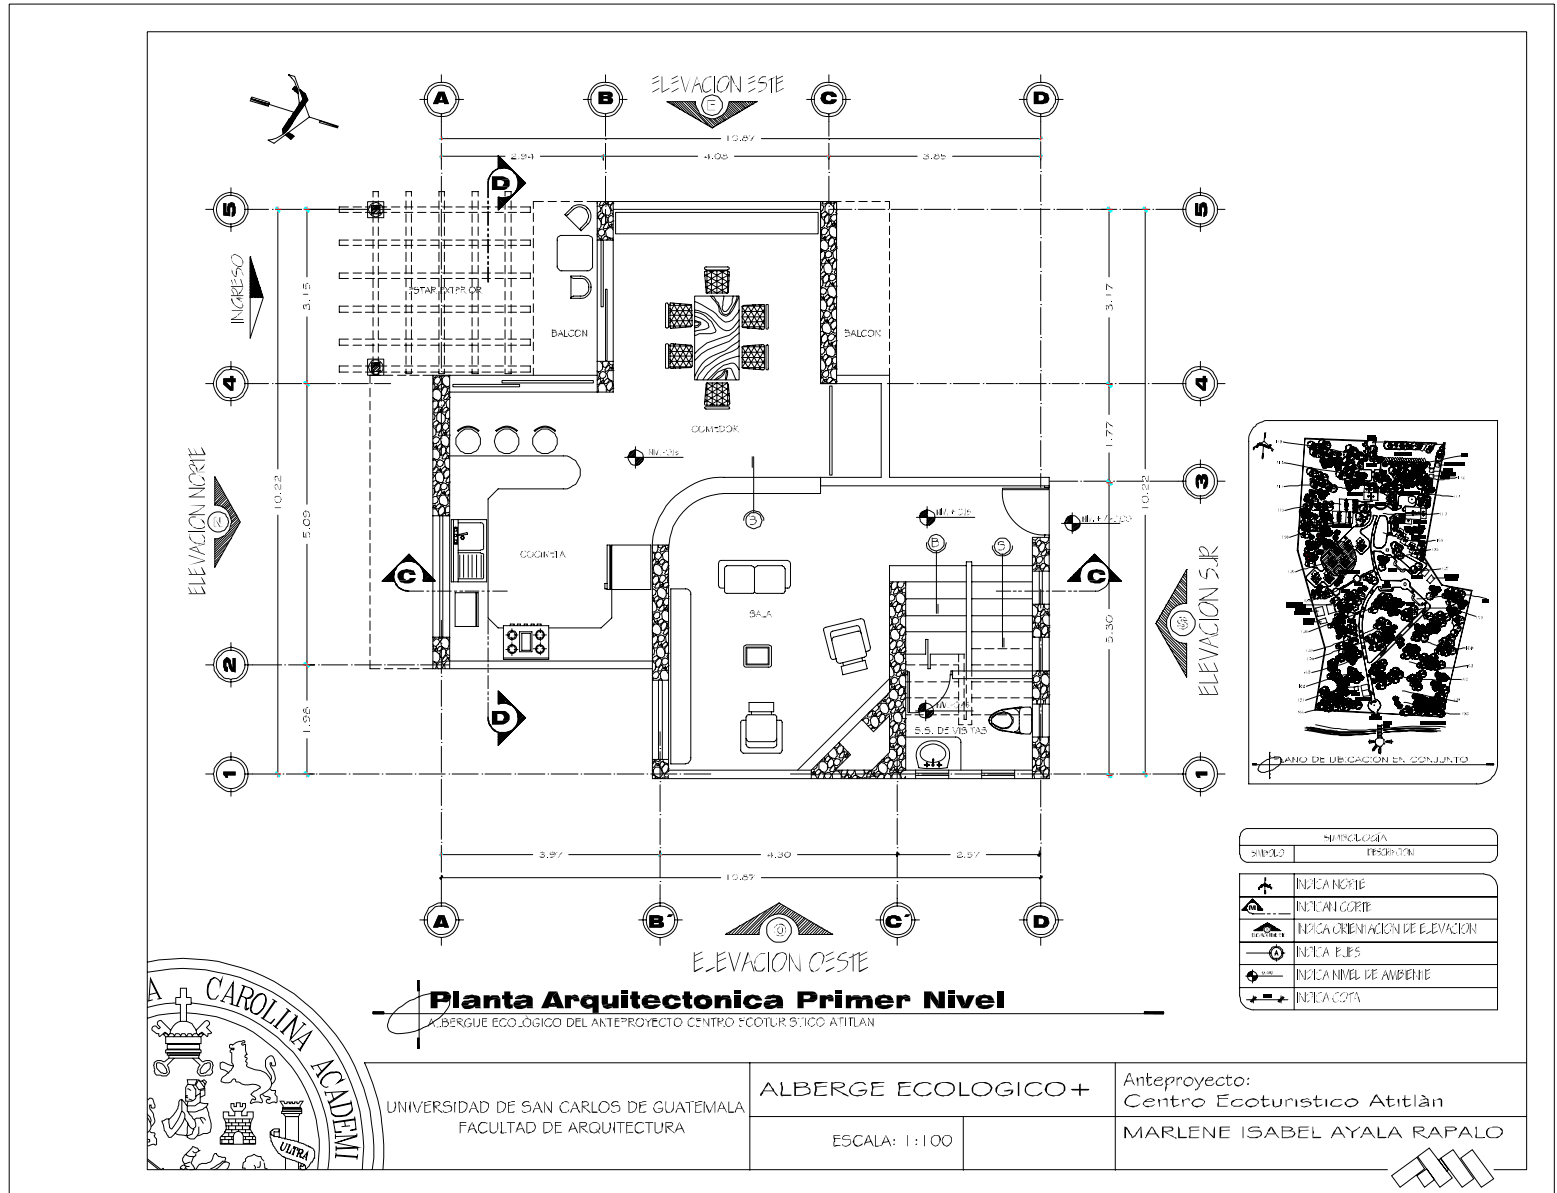 ELEVACION ESTE
E
A
B
C
D
10.87
2.94
4.08
3.85
D
5
5
INGRESO
3.15
3.17
ESTAR EXTERIOR
BALCON
BALCON
4
4
COMEDOR
1.77
ELEVACION NORTE
N
10.22
5.09
10.22
3
B
B
S
COCINETA
C
C
SALA
5.30
ELEVACION SUR
S
2
2
D
1.98
S.S. DE VISITAS
1
1
3.97
4.30
2.57
10.87
A
B´
C´
D
O
ELEVACION OESTE
PLANO DE UBICACION EN CONJUNTO
SIMBOLOGIA
SIMBOLO
DESCRIPCION
INDICA NORTE
INDICAN CORTE
INDICA ORIENTACION DE ELEVACION
INDICA EJES
INDICA NIVEL DE AMBIENTE
INDICA COTA
Planta Arquitectonica Primer Nivel
ALBERGUE ECOLÓGICO DEL ANTEPROYECTO CENTRO ECOTURISTICO ATITLAN
CAROLINA ACADEMI
ULTRA
UNIVERSIDAD DE SAN CARLOS DE GUATEMALA
FACULTAD DE ARQUITECTURA
ALBERGE ECOLOGICO+
ESCALA: 1:100
Anteproyecto:
Centro Ecoturistico Atitlàn
MARLENE ISABEL AYALA RAPALO